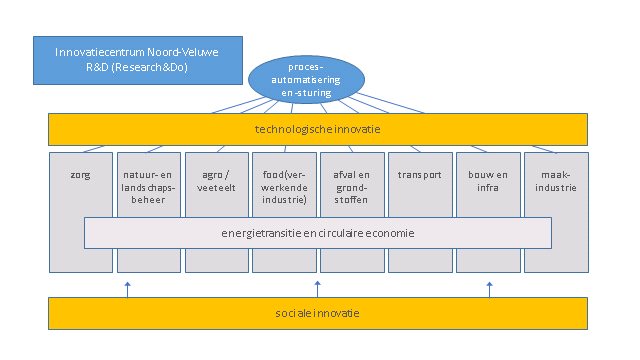 Innovatiecentrum Noord-Veluwe
R&D (Research&Do)
proces-
automatisering
en -sturing
technologische innovatie
zorg
natuur- en
landschaps-
beheer
agro /
veeteelt
food(ver-
werkende
industrie)
afval en
grond-
stoffen
transport
bouw en
infra
maak-
industrie
energietransitie en circulaire economie
sociale innovatie